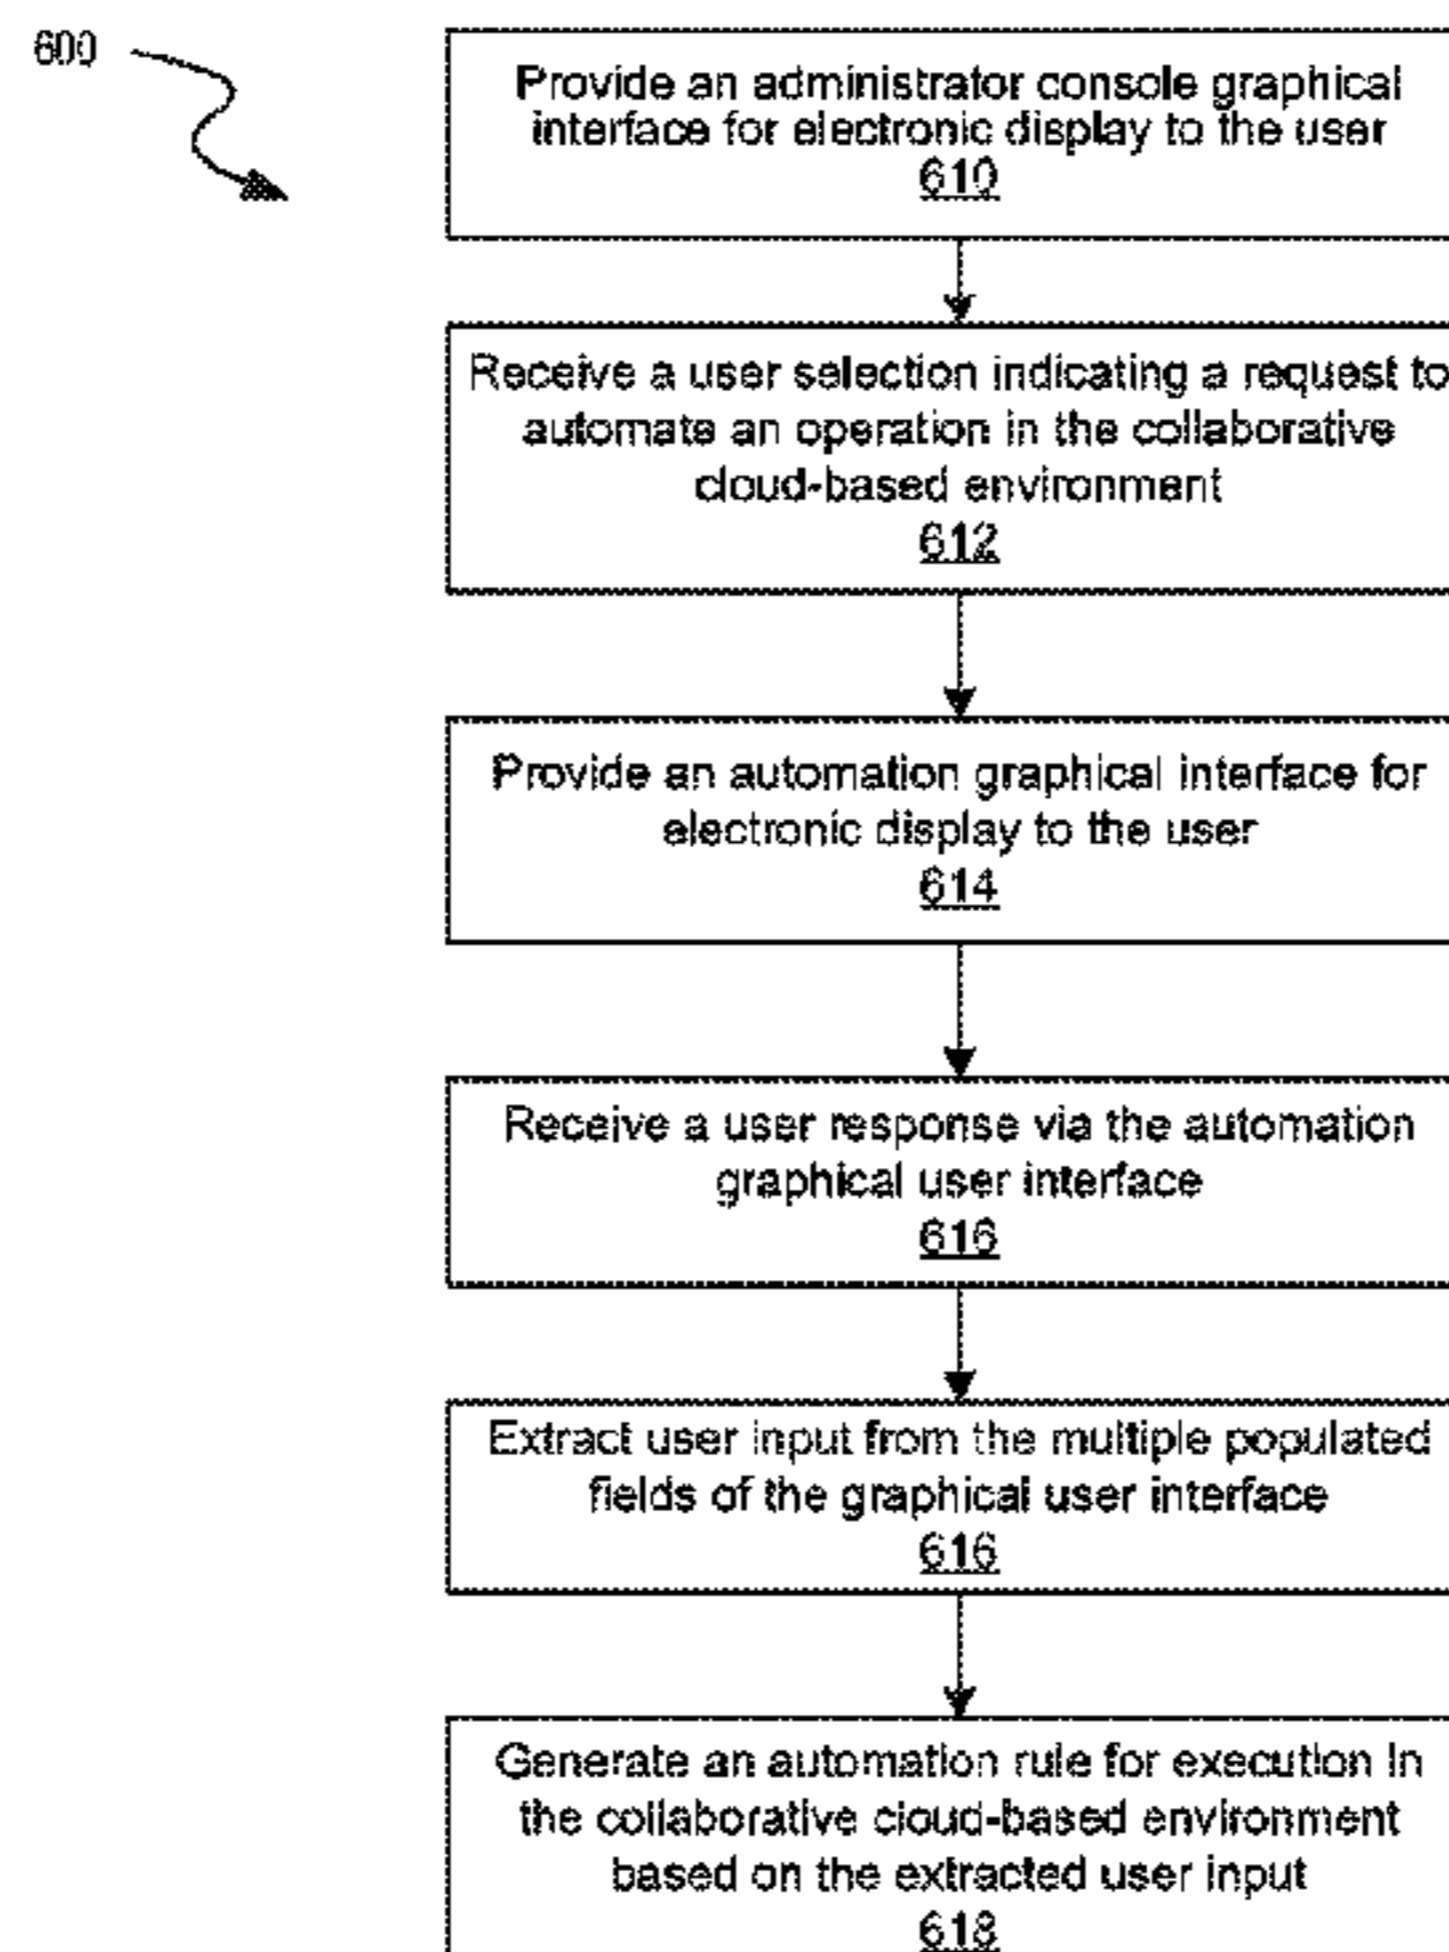 600
Provide an administrator console graphical
interface for electronic display to the user
610
Receive a user selection indicating a request to
automate an operation in the collaborative
cloud-based environment
612
Provide an automation graphical interface for
electronic display to the user
614
Receive a user response via the automation
graphical user interface
616
Extract user input from the multiple populated
fields of the graphical user interface
616
Generate an automation rule for execution in
the collaborative cloud-based environment
based on the extracted user input
618